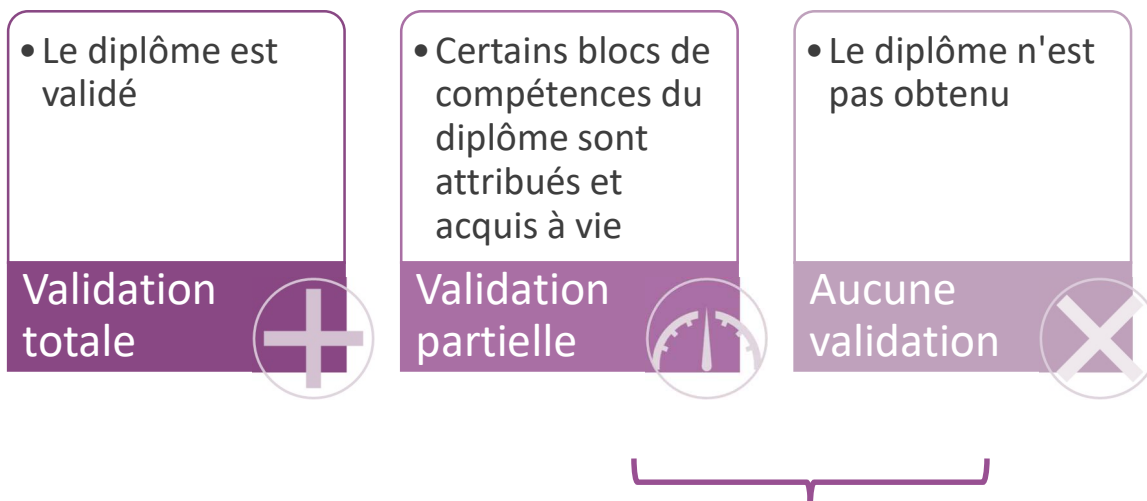 • Le diplôme est
validé
Validation
totale
• Certains blocs de
compétences du
diplôme sont
attribués et
acquis à vie
Validation
partielle
• Le diplôme n'est
pas obtenu
Aucune
validation